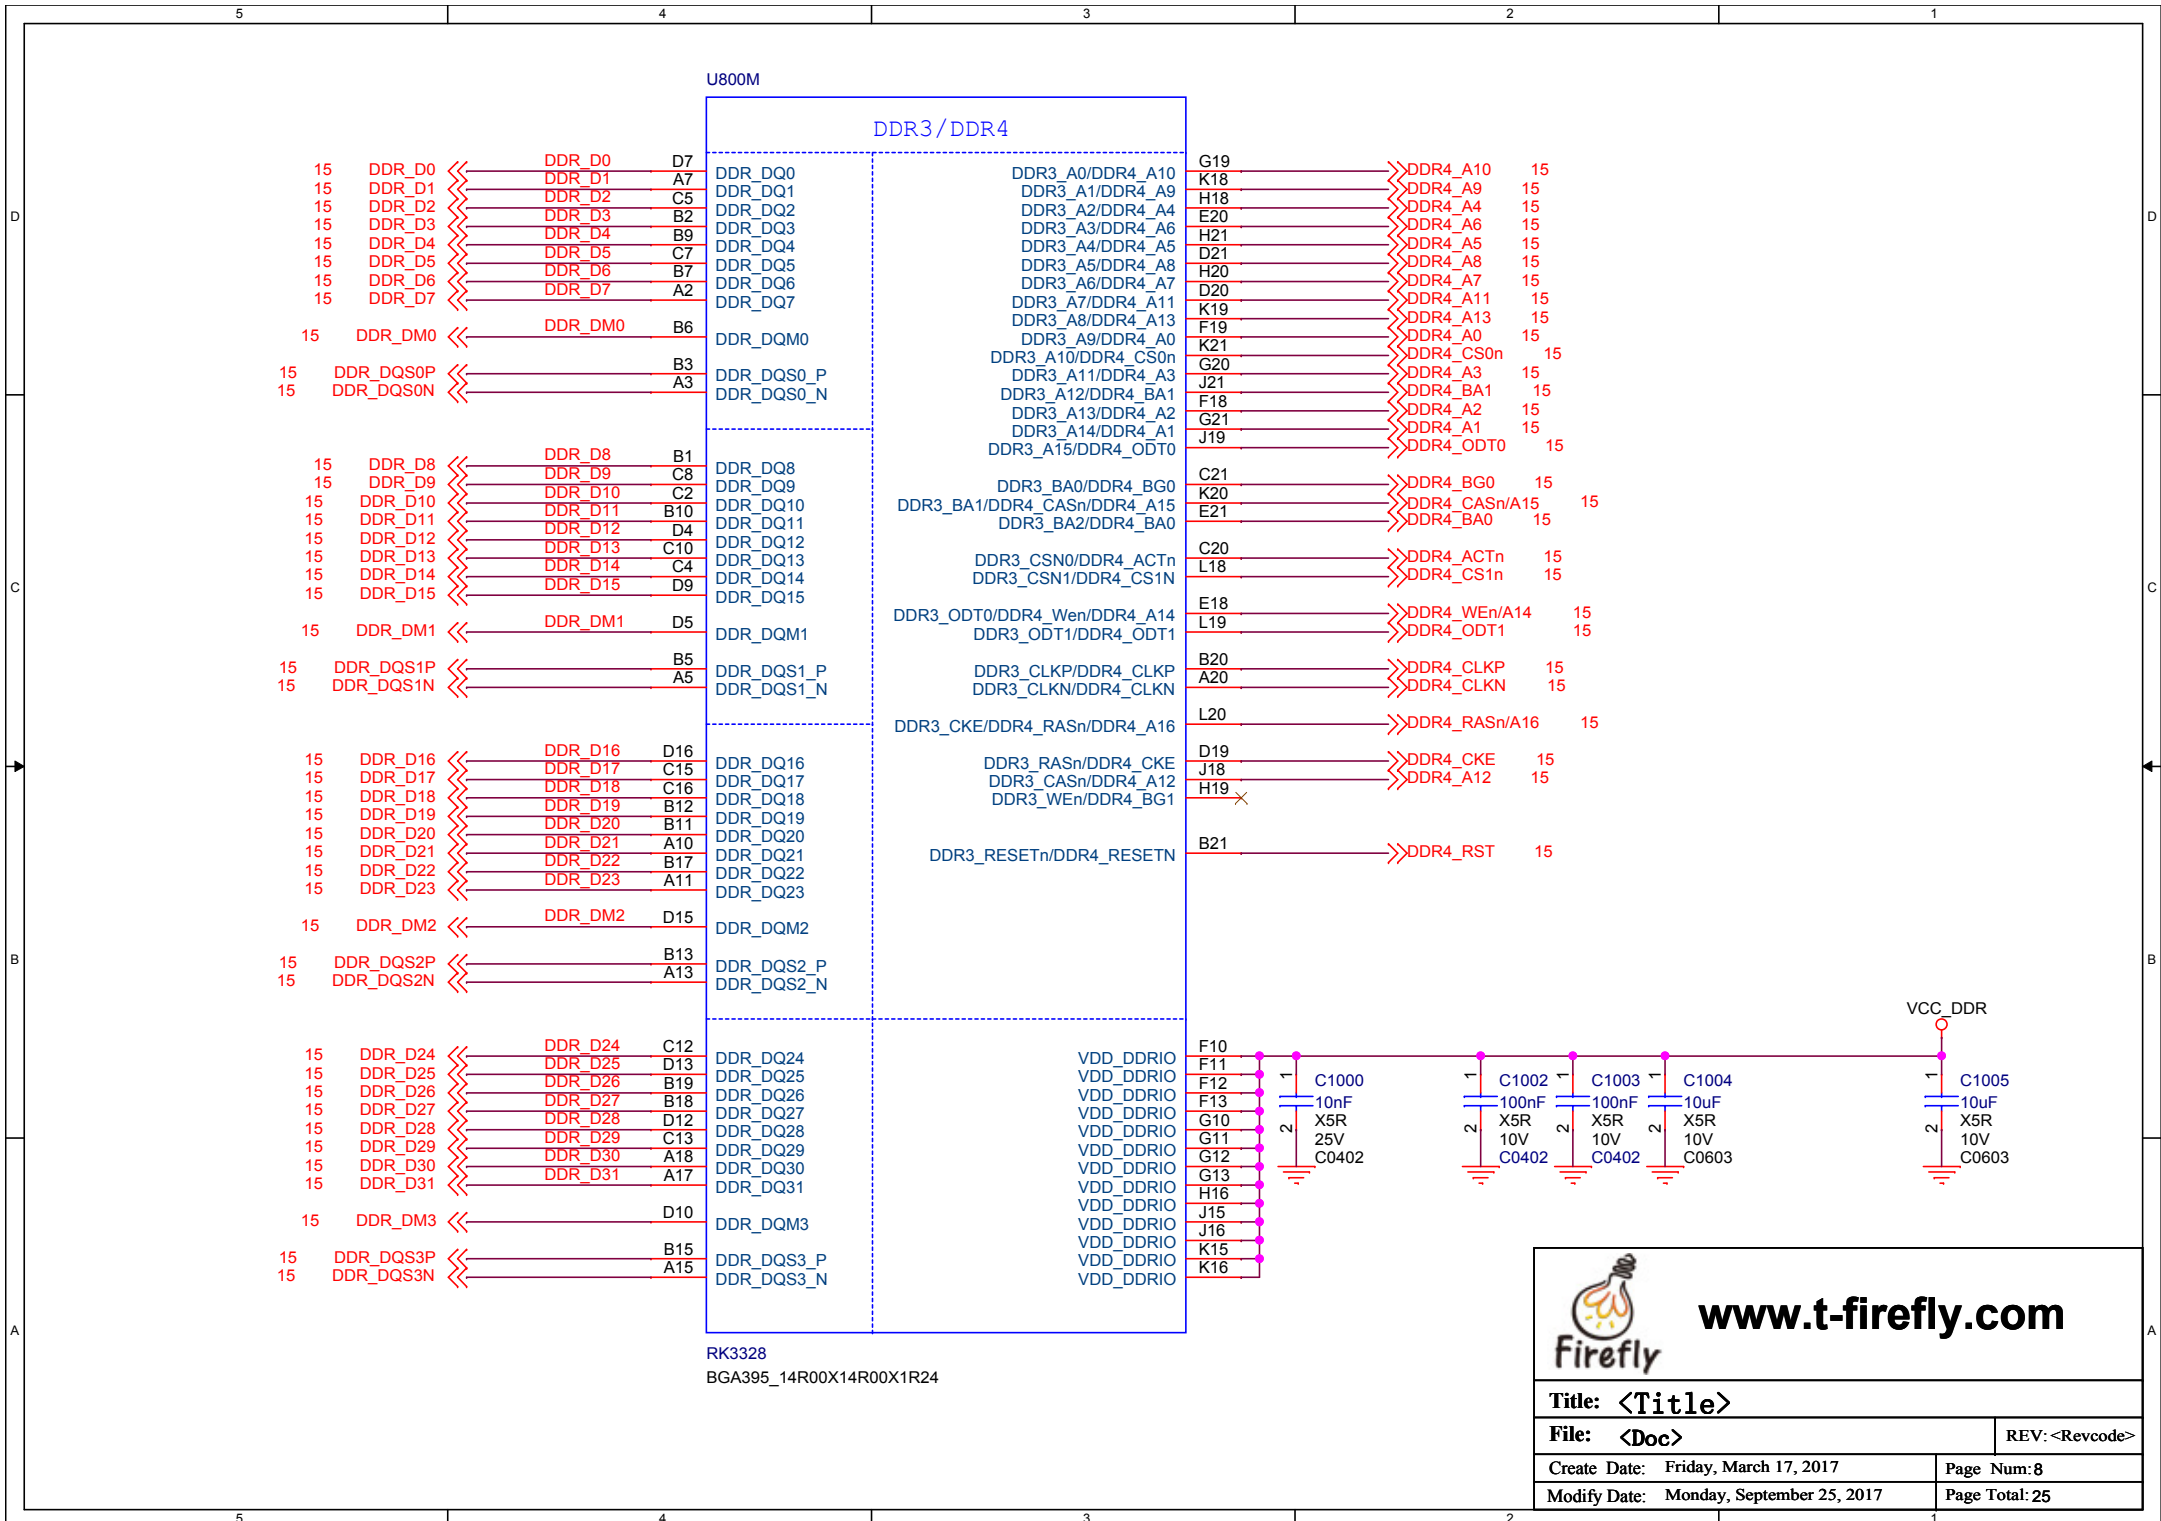 5 4 3 2 1
U800M
DDR3/DDR4
15 DDR_D0 DDR_D0 D7 DDR_DQ0
15 DDR_D1 DDR_D1 A7 DDR_DQ1
15 DDR_D2 DDR_D2 C5 DDR_DQ2
15 DDR_D3 DDR_D3 B2 DDR_DQ3
15 DDR_D4 DDR_D4 B9 DDR_DQ4
15 DDR_D5 DDR_D5 C7 DDR_DQ5
15 DDR_D6 DDR_D6 B7 DDR_DQ6
15 DDR_D7 DDR_D7 A2 DDR_DQ7
15 DDR_DM0 DDR_DM0 B6 DDR_DQM0
15 DDR_DQS0P B3 DDR_DQS0_P
15 DDR_DQS0N A3 DDR_DQS0_N
15 DDR_D8 DDR_D8 B1 DDR_DQ8
15 DDR_D9 DDR_D9 C8 DDR_DQ9
15 DDR_D10 DDR_D10 C2 DDR_DQ10
15 DDR_D11 DDR_D11 B10 DDR_DQ11
15 DDR_D12 DDR_D12 D4 DDR_DQ12
15 DDR_D13 DDR_D13 C10 DDR_DQ13
15 DDR_D14 DDR_D14 C4 DDR_DQ14
15 DDR_D15 DDR_D15 D9 DDR_DQ15
15 DDR_DM1 DDR_DM1 D5 DDR_DQM1
15 DDR_DQS1P B5 DDR_DQS1_P
15 DDR_DQS1N A5 DDR_DQS1_N
15 DDR_D16 DDR_D16 D16 DDR_DQ16
15 DDR_D17 DDR_D17 C15 DDR_DQ17
15 DDR_D18 DDR_D18 C16 DDR_DQ18
15 DDR_D19 DDR_D19 B12 DDR_DQ19
15 DDR_D20 DDR_D20 B11 DDR_DQ20
15 DDR_D21 DDR_D21 A10 DDR_DQ21
15 DDR_D22 DDR_D22 B17 DDR_DQ22
15 DDR_D23 DDR_D23 A11 DDR_DQ23
15 DDR_DM2 DDR_DM2 D15 DDR_DQM2
15 DDR_DQS2P B13 DDR_DQS2_P
15 DDR_DQS2N A13 DDR_DQS2_N
15 DDR_D24 DDR_D24 C12 DDR_DQ24
15 DDR_D25 DDR_D25 D13 DDR_DQ25
15 DDR_D26 DDR_D26 B19 DDR_DQ26
15 DDR_D27 DDR_D27 B18 DDR_DQ27
15 DDR_D28 DDR_D28 D12 DDR_DQ28
15 DDR_D29 DDR_D29 C13 DDR_DQ29
15 DDR_D30 DDR_D30 A18 DDR_DQ30
15 DDR_D31 DDR_D31 A17 DDR_DQ31
15 DDR_DM3 D10 DDR_DQM3
15 DDR_DQS3P B15 DDR_DQS3_P
15 DDR_DQS3N A15 DDR_DQS3_N
DDR3_A0/DDR4_A10 G19 DDR4_A10 15
DDR3_A1/DDR4_A9 K18 DDR4_A9 15
DDR3_A2/DDR4_A4 H18 DDR4_A4 15
DDR3_A3/DDR4_A6 E20 DDR4_A6 15
DDR3_A4/DDR4_A5 H21 DDR4_A5 15
DDR3_A5/DDR4_A8 D21 DDR4_A8 15
DDR3_A6/DDR4_A7 H20 DDR4_A7 15
DDR3_A7/DDR4_A11 D20 DDR4_A11 15
DDR3_A8/DDR4_A13 K19 DDR4_A13 15
DDR3_A9/DDR4_A0 F19 DDR4_A0 15
DDR3_A10/DDR4_CS0n K21 DDR4_CS0n 15
DDR3_A11/DDR4_A3 G20 DDR4_A3 15
DDR3_A12/DDR4_BA1 J21 DDR4_BA1 15
DDR3_A13/DDR4_A2 F18 DDR4_A2 15
DDR3_A14/DDR4_A1 G21 DDR4_A1 15
DDR3_A15/DDR4_ODT0 J19 DDR4_ODT0 15
DDR3_BA0/DDR4_BG0 C21 DDR4_BG0 15
DDR3_BA1/DDR4_CASn/DDR4_A15 K20 DDR4_CASn/A15 15
DDR3_BA2/DDR4_BA0 E21 DDR4_BA0 15
DDR3_CSN0/DDR4_ACTn C20 DDR4_ACTn 15
DDR3_CSN1/DDR4_CS1N L18 DDR4_CS1n 15
DDR3_ODT0/DDR4_Wen/DDR4_A14 E18 DDR4_WEn/A14 15
DDR3_ODT1/DDR4_ODT1 L19 DDR4_ODT1 15
DDR3_CLKP/DDR4_CLKP B20 DDR4_CLKP 15
DDR3_CLKN/DDR4_CLKN A20 DDR4_CLKN 15
DDR3_CKE/DDR4_RASn/DDR4_A16 L20 DDR4_RASn/A16 15
DDR3_RASn/DDR4_CKE D19 DDR4_CKE 15
DDR3_CASn/DDR4_A12 J18 DDR4_A12 15
DDR3_WEn/DDR4_BG1 H19
DDR3_RESETn/DDR4_RESETN B21 DDR4_RST 15
VDD_DDRIO F10
VDD_DDRIO F11
VDD_DDRIO F12
VDD_DDRIO F13
VDD_DDRIO G10
VDD_DDRIO G11
VDD_DDRIO G12
VDD_DDRIO G13
VDD_DDRIO H16
VDD_DDRIO J15
VDD_DDRIO J16
VDD_DDRIO K15
VDD_DDRIO K16
VCC_DDR
1 C1000 1 C1002 1 C1003 1 C1004 1 C1005
10nF 100nF 100nF 10uF 10uF
2 X5R 2 X5R 2 X5R 2 X5R 2 X5R
25V 10V 10V 10V 10V
C0402 C0402 C0402 C0603 C0603
RK3328
BGA395_14R00X14R00X1R24
D D
C C
B B
A A
Firefly
www.t-firefly.com
Title: <Title>
File: <Doc> REV: <Revcode>
Create Date: Friday, March 17, 2017 Page Num: 8
Modify Date: Monday, September 25, 2017 Page Total: 25
5 4 3 2 1